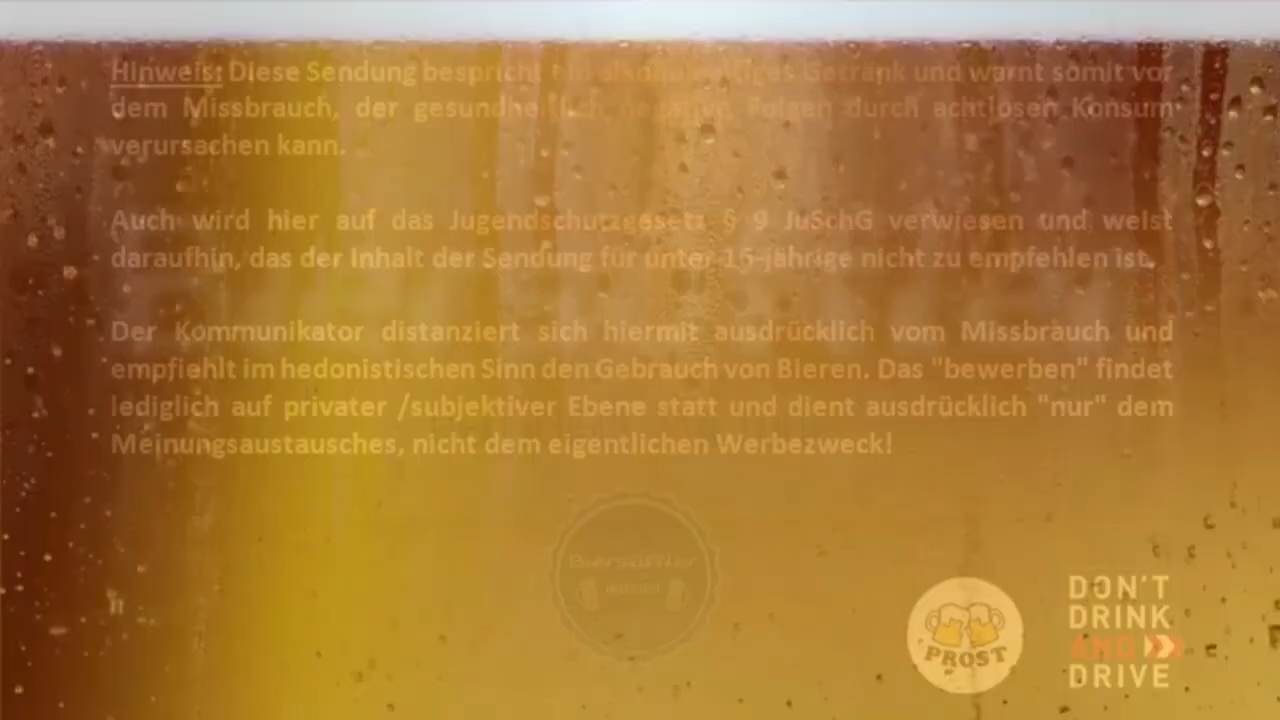 Hinweis: Diese Sendung bespricht ein alkoholhaltiges Getränk und warnt somit vor
dem Missbrauch, der gesundheitlich negative Folgen durch achtlosen Konsum
verursachen kann.
Auch wird hier auf das Jugendschutzgesetz § 9 JuSchG verwiesen und weist
daraufhin, das der Inhalt der Sendung für unter 16-jährige nicht zu empfehlen ist.
Der Kommunikator distanziert sich hiermit ausdrücklich vom Missbrauch und
empfiehlt im hedonistischen Sinn den Gebrauch von Bieren. Das "bewerben" findet
lediglich auf privater /subjektiver Ebene statt und dient ausdrücklich "nur" dem
Meinungsaustausches, nicht dem eigentlichen Werbezweck!
PROST
DON'T
DRINK
AND
DRIVE